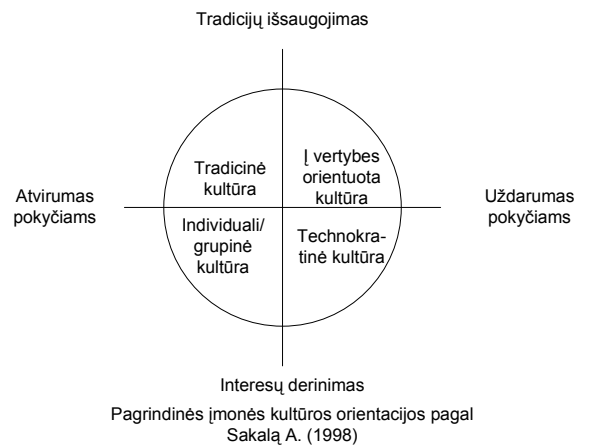 Tradicijų išsaugojimas
Tradicinė
kultūra
Į vertybes
orientuota
kultūra
Atvirumas
pokyčiams
Uždarumas
pokyčiams
Individuali/
grupinė
kultūra
Technokra-
tinė kultūra
Interesų derinimas
Pagrindinės įmonės kultūros orientacijos pagal
Sakalą A. (1998)